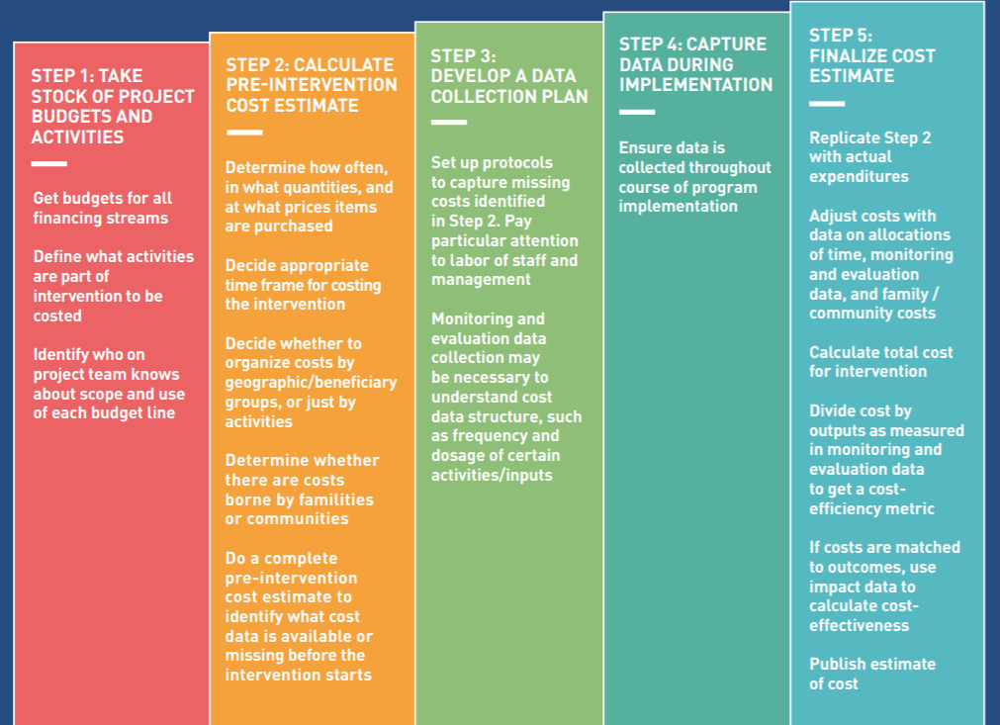 STEP 1: TAKE
STOCK OF PROJECT
BUDGETS AND
ACTIVITIES
Get budgets for all
financing streams
Define what activities
are part of
intervention to be
costed
Identify who on
project team knows
about scope and use
of each budget line
STEP 2: CALCULATE
PRE-INTERVENTION
COST ESTIMATE
Determine how often,
in what quantities, and
at what prices items
are purchased
Decide appropriate
time frame for costing
the intervention
Decide whether to
organize costs by
geographic/beneficiary
groups, or just by
activities
Determine whether
there are costs
borne by familities
or communities
Do a complete
pre-intervention
cost estimate to
identify what cost
data is available or
missing before the
intervention starts
STEP 3:
DEVELOP A DATA
COLLECTION PLAN
Set up protocols
to capture missing
costs identified
in Step 2. Pay
particular attention
to labor of staff and
management
Monitoring and
evaluation data
collection may
be necessary to
understand cost
data structure, such
as frequency and
dosage of certain
activities/inputs
STEP 4: CAPTURE
DATA DURING
IMPLEMENTATION
Ensure data is
collected throughout
course of program
implementation
STEP 5:
FINALIZE COST
ESTIMATE
Replicate Step 2
with actual
expenditures
Adjust costs with
data on allocations
of time, monitoring
and evaluation
data, and family /
community costs
Calculate total cost
for intervention
Divide cost by
outputs as measured
in monitoring and
evaluation data
to get a cost-
efficiency metric
If costs are matched
to outcomes, use
impact data to
calculate cost-
effectiveness
Publish estimate
of cost